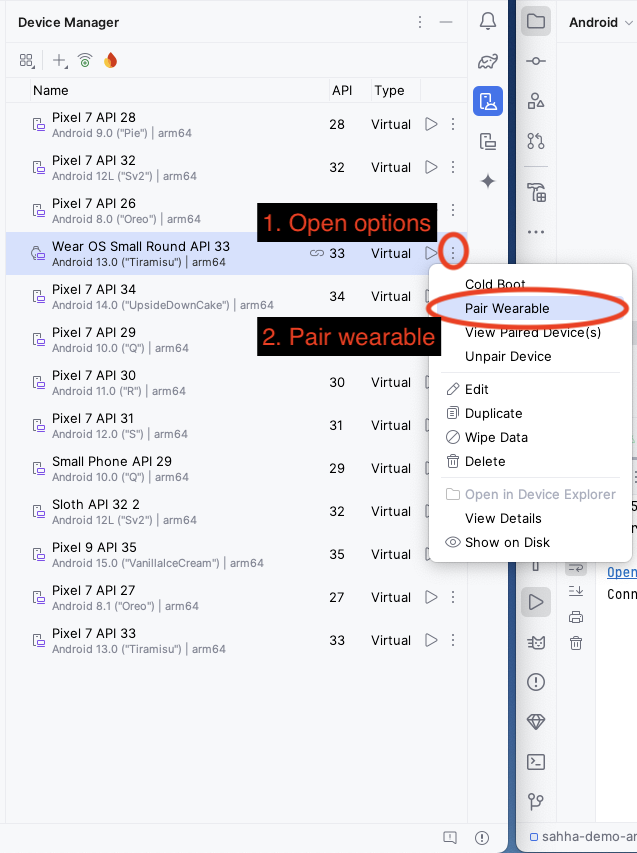 Device Manager
Android
Name API Type
Pixel 7 API 28
Android 9.0 ("Pie") | arm64
28 Virtual
Pixel 7 API 32
Android 12L ("Sv2") | arm64
32 Virtual
Pixel 7 API 26
Android 8.0 ("Oreo") | arm64
1. Open options
Wear OS Small Round API 33
Android 13.0 ("Tiramisu") | arm64
33 Virtual
Pixel 7 API 34
Android 14.0 ("UpsideDownCake") | arm64
34 Virtual
Pixel 7 API 29
Android 10.0 ("Q") | arm64
2. Pair wearable
Pixel 7 API 30
Android 11.0 ("R") | arm64
30 Virtual
Pixel 7 API 31
Android 12.0 ("S") | arm64
31 Virtual
Small Phone API 29
Android 10.0 ("Q") | arm64
29 Virtual
Sloth API 32 2
Android 12L ("Sv2") | arm64
32 Virtual
Pixel 9 API 35
Android 15.0 ("VanillaIceCream") | arm64
35 Virtual
Pixel 7 API 27
Android 8.1 ("Oreo") | arm64
27 Virtual
Pixel 7 API 33
Android 13.0 ("Tiramisu") | arm64
33 Virtual
Cold Boot
Pair Wearable
View Paired Device(s)
Unpair Device
Edit
Duplicate
Wipe Data
Delete
Open in Device Explorer
View Details
Show on Disk
Open
Conn
sahha-demo-ar